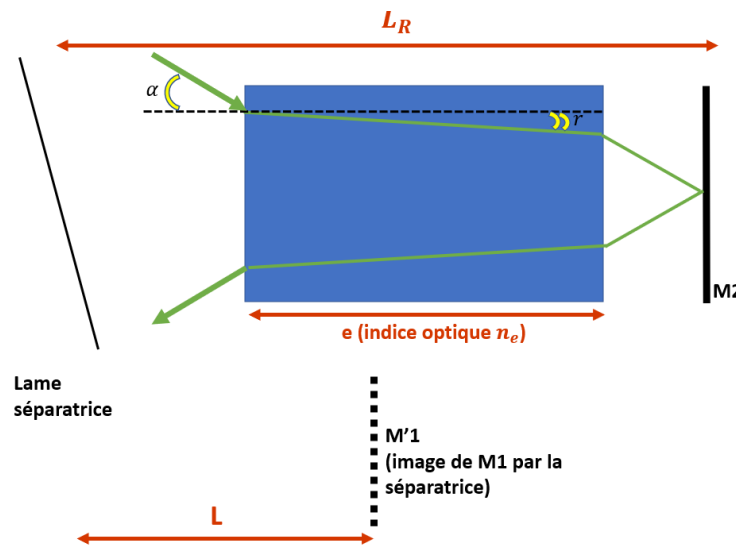 L_R
α
r
M2
e (indice optique n_e)
Lame
séparatrice
M'1
(image de M1 par la
séparatrice)
L